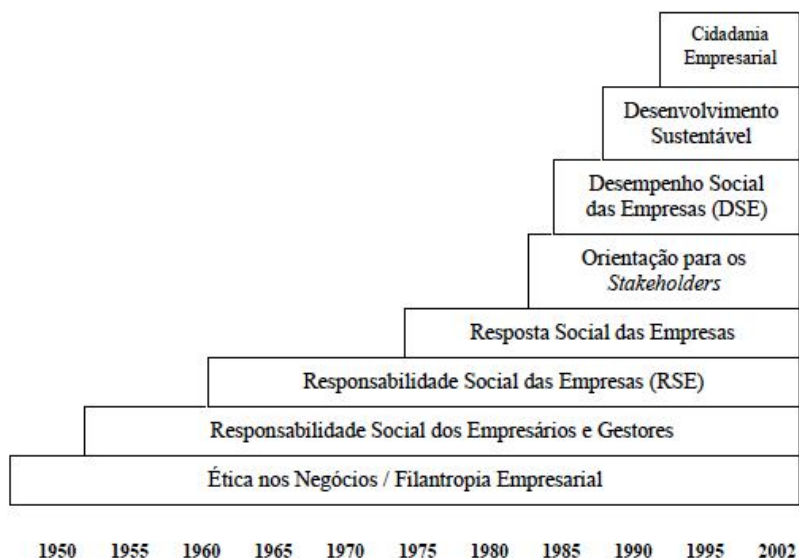 Cidadania
Empresarial
Desenvolvimento
Sustentável
Desempenho Social
das Empresas (DSE)
Orientação para os
Stakeholders
Resposta Social das Empresas
Responsabilidade Social das Empresas (RSE)
Responsabilidade Social dos Empresários e Gestores
Ética nos Negócios / Filantropia Empresarial
1950 1955 1960 1965 1970 1975 1980 1985 1990 1995 2002